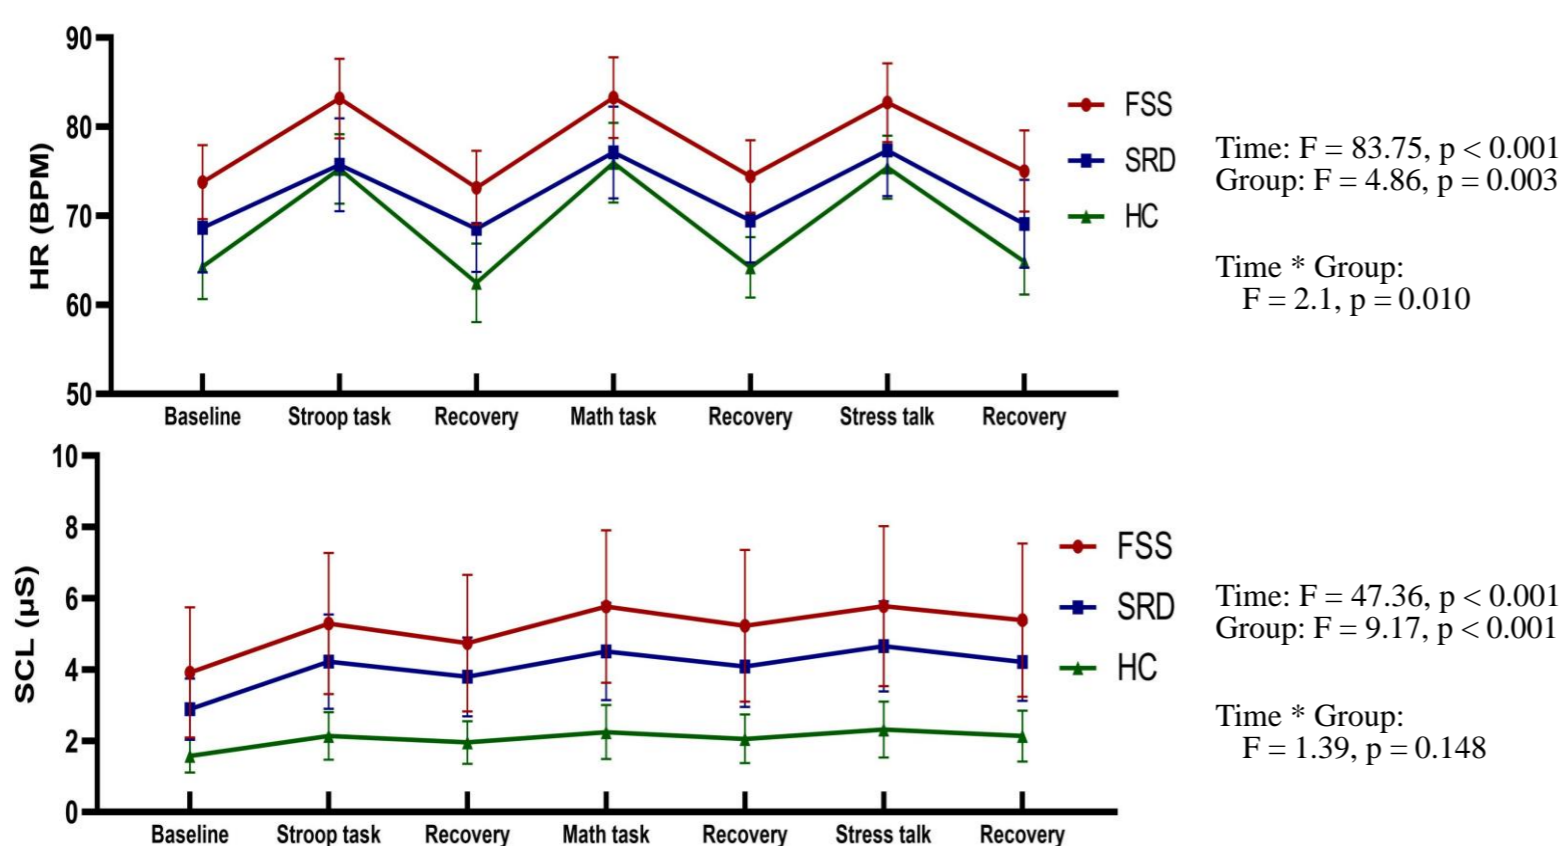 90
80
70
60
50
HR (BPM)
FSS
SRD
HC
Time: F = 83.75, p < 0.001
Group: F = 4.86, p = 0.003
Time * Group:
F = 2.1, p = 0.010
Baseline Stroop task Recovery Math task Recovery Stress talk Recovery
10
8
6
4
2
0
SCL (μS)
FSS
SRD
HC
Time: F = 47.36, p < 0.001
Group: F = 9.17, p < 0.001
Time * Group:
F = 1.39, p = 0.148
Baseline Stroop task Recovery Math task Recovery Stress talk Recovery